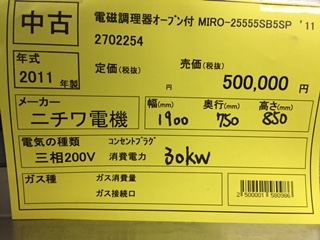 中古
電磁調理器オーブン付 MIRO-25555SB5SP '11
2702254
年式
2011 年製
定価(税抜) 円
売価(税抜) 500,000 円
メーカー
ニチワ電機
幅(mm) 奥行(mm) 高さ(mm)
1900 750 850
電気の種類
三相200V
コンセントプラグ
消費電力 30kw
ガス種
ガス消費量
ガス接続口
2500001580986